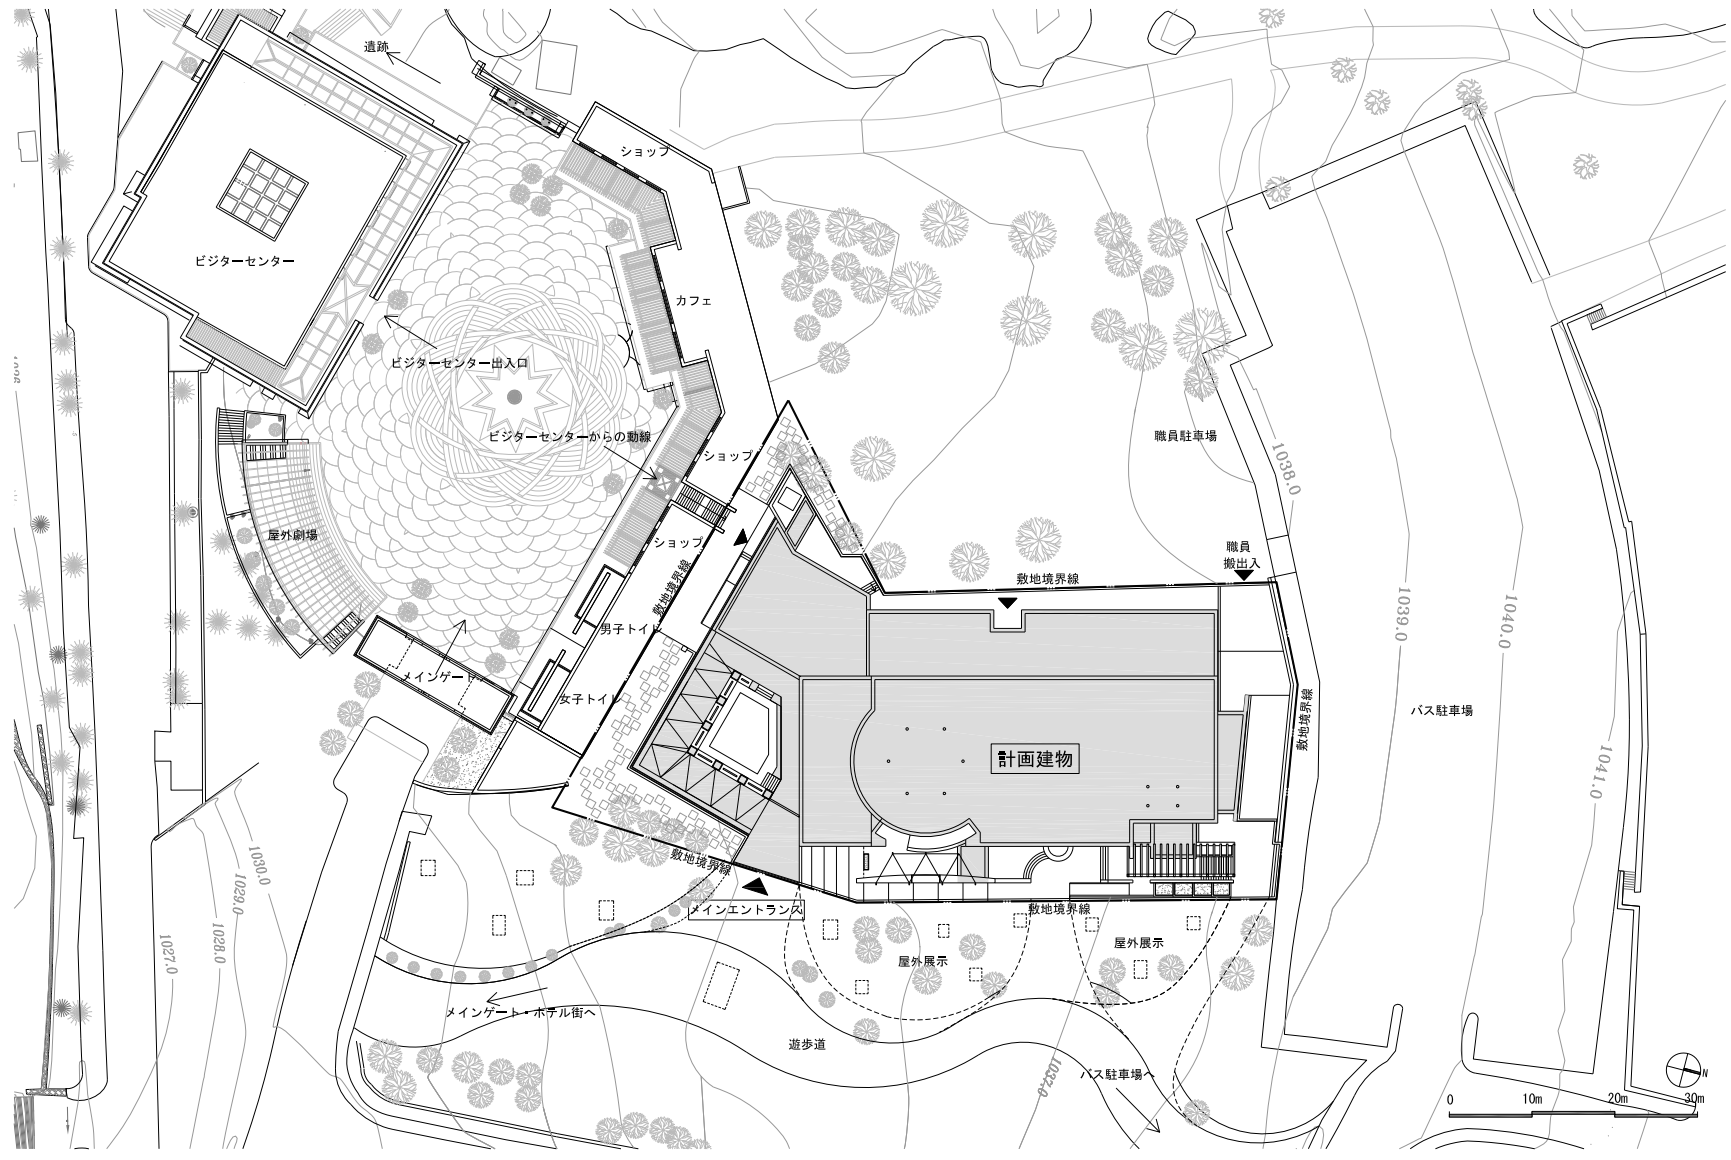 遺跡
ショップ
ビジターセンター
カフェ
ビジターセンター出入口
ビジターセンターからの動線
ショップ
職員駐車場
1038.0
屋外劇場
ショップ
敷地境界線
職員
搬出入
敷地境界線
1039.0
1040.0
男子トイレ
メインゲート
女子トイレ
敷地境界線
バス駐車場
計画建物
1041.0
敷地境界線
1030.0
1029.0
1028.0
1027.0
メインエントランス
敷地境界線
屋外展示
屋外展示
メインゲート・ホテル街へ
遊歩道
1037.0
バス駐車場へ
N
0 10m 20m 30m